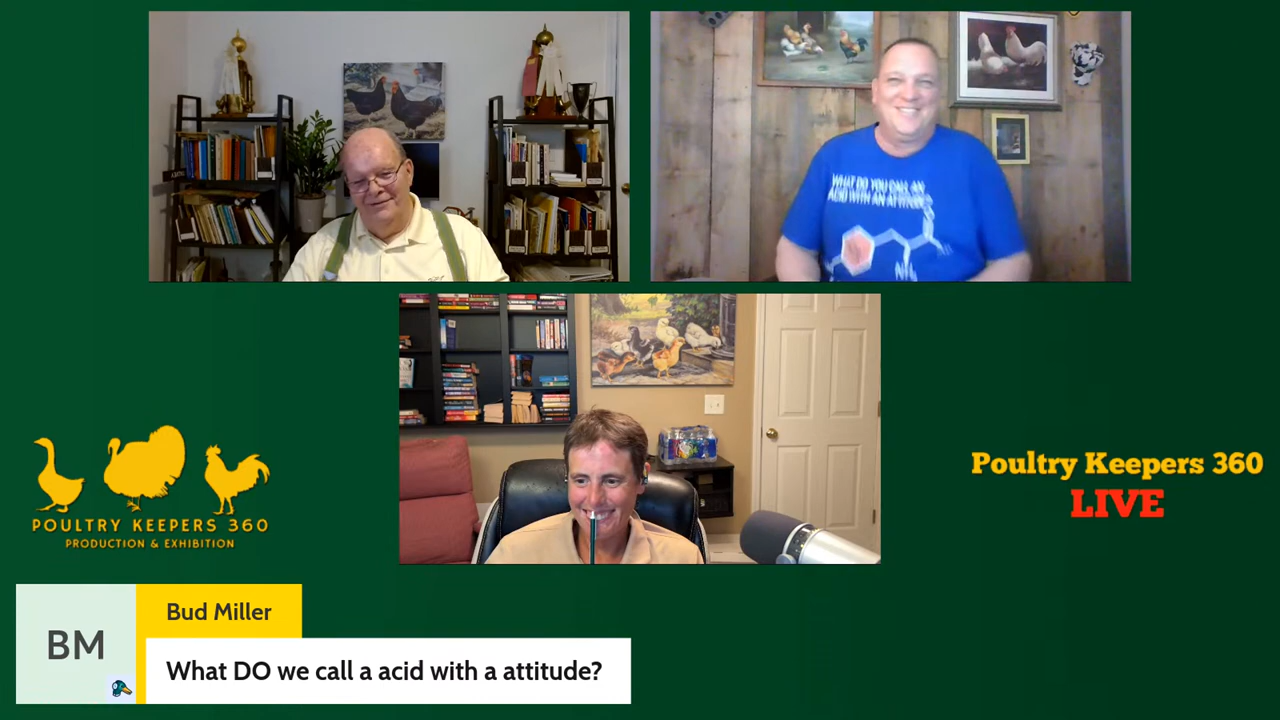 WHAT DO YOU CALL AN
ACID WITH AN ATTITUDE
POULTRY KEEPERS 360
PRODUCTION & EXHIBITION
Poultry Keepers 360
LIVE
Bud Miller
BM
What DO we call a acid with a attitude?